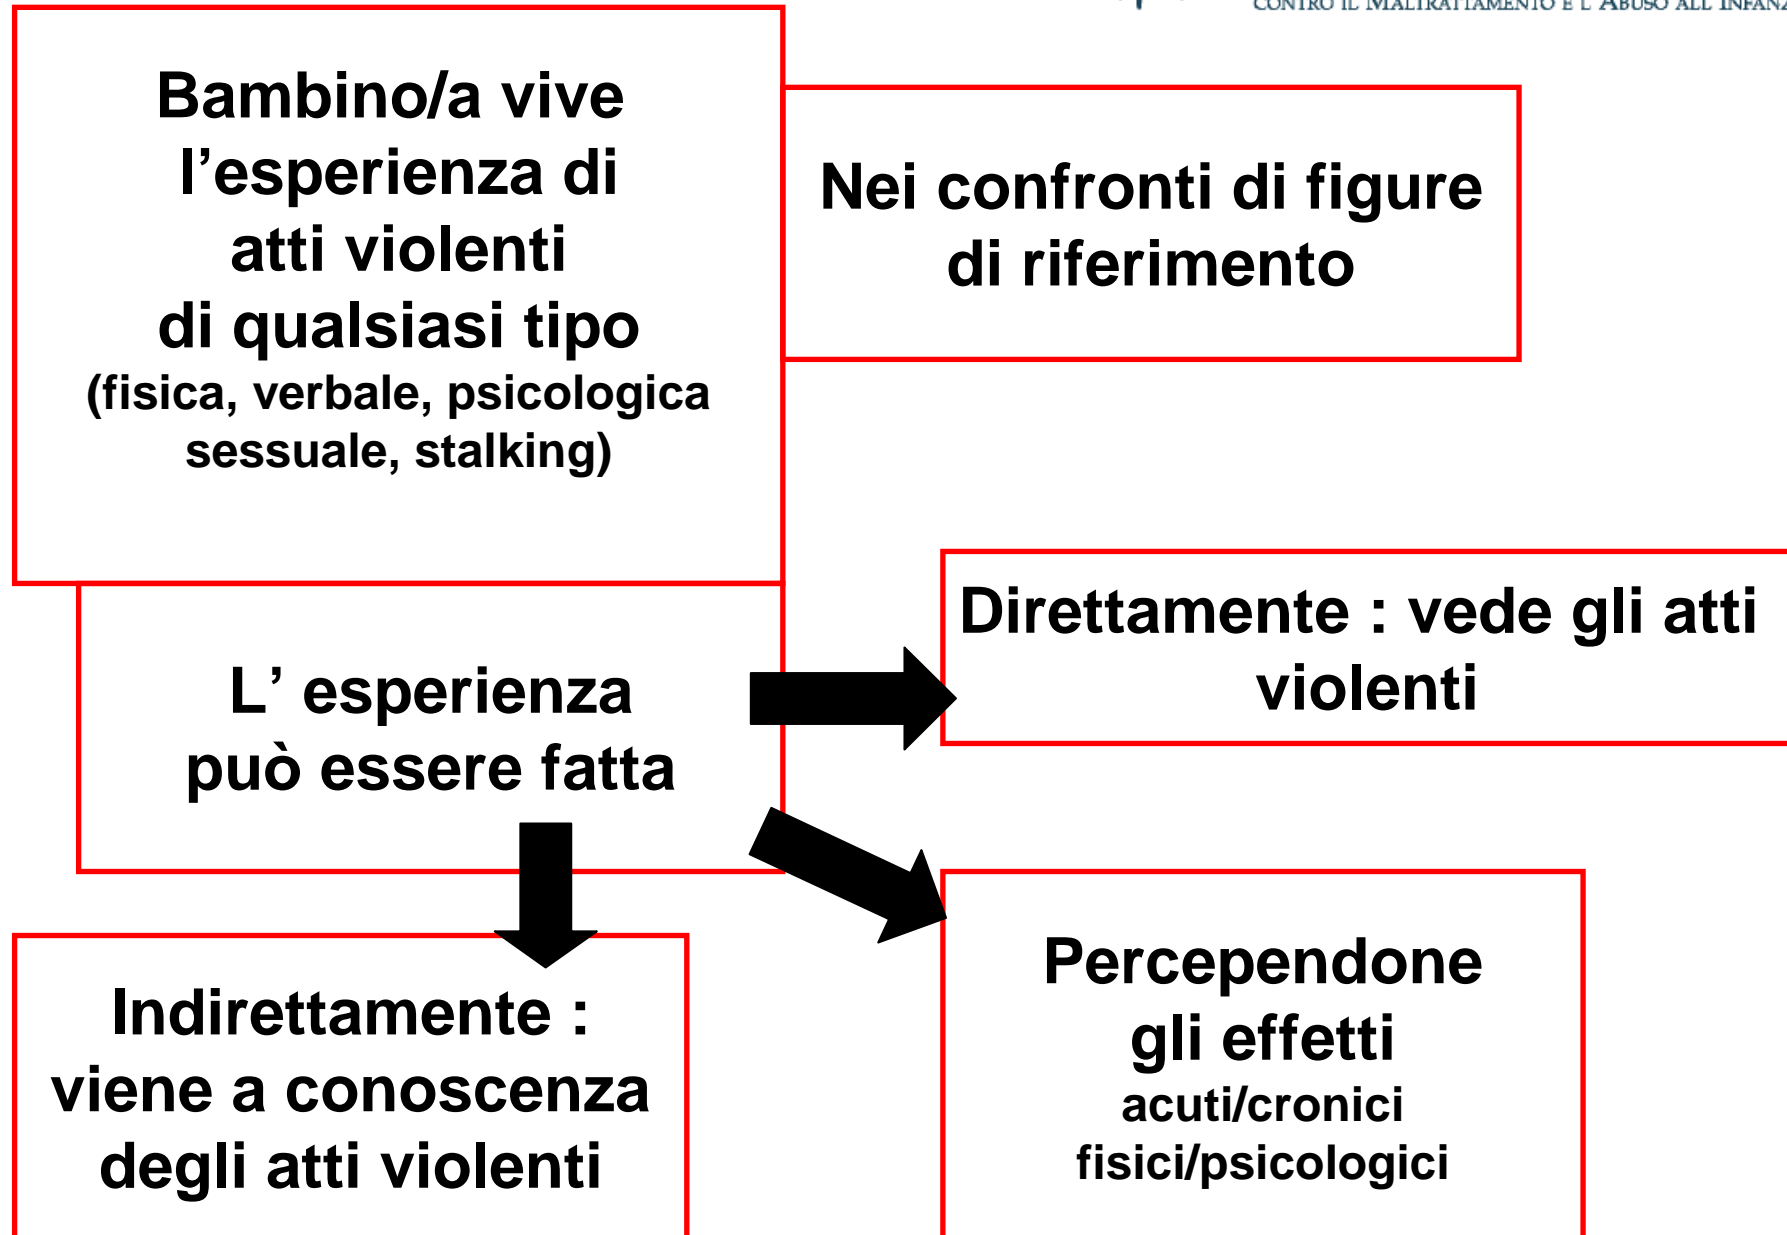 CONTRO IL MALTRATTAMENTO E L'ABUSO ALL'
Bambino/a vive
l’esperienza di
atti violenti
di qualsiasi tipo
(fisica, verbale, psicologica
sessuale, stalking)
Nei confronti di figure
di riferimento
L’ esperienza
può essere fatta
Direttamente : vede gli atti
violenti
Indirettamente :
viene a conoscenza
degli atti violenti
Percependone
gli effetti
acuti/cronici
fisici/psicologici